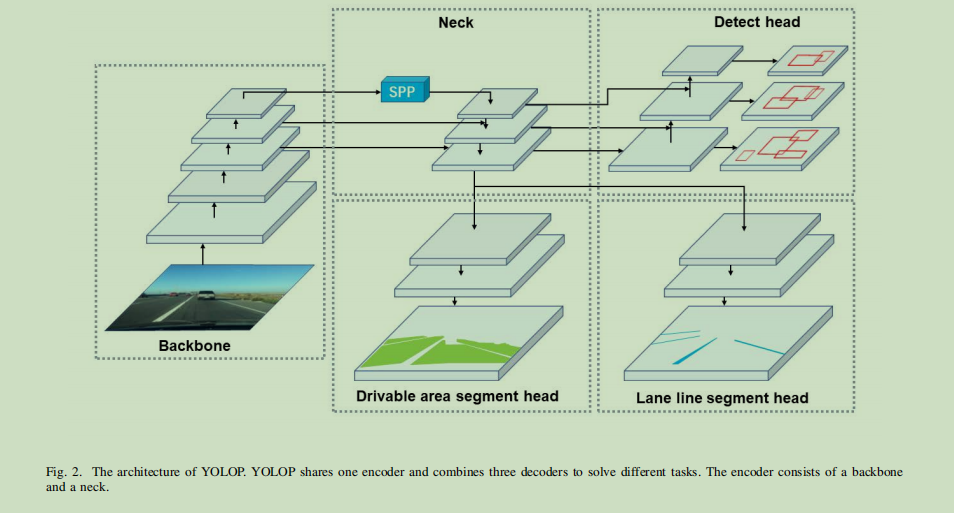 Neck
Detect head
SPP
Backbone
Drivable area segment head
Lane line segment head
Fig. 2. The architecture of YOLOP. YOLOP shares one encoder and combines three decoders to solve different tasks. The encoder consists of a backbone
and a neck.